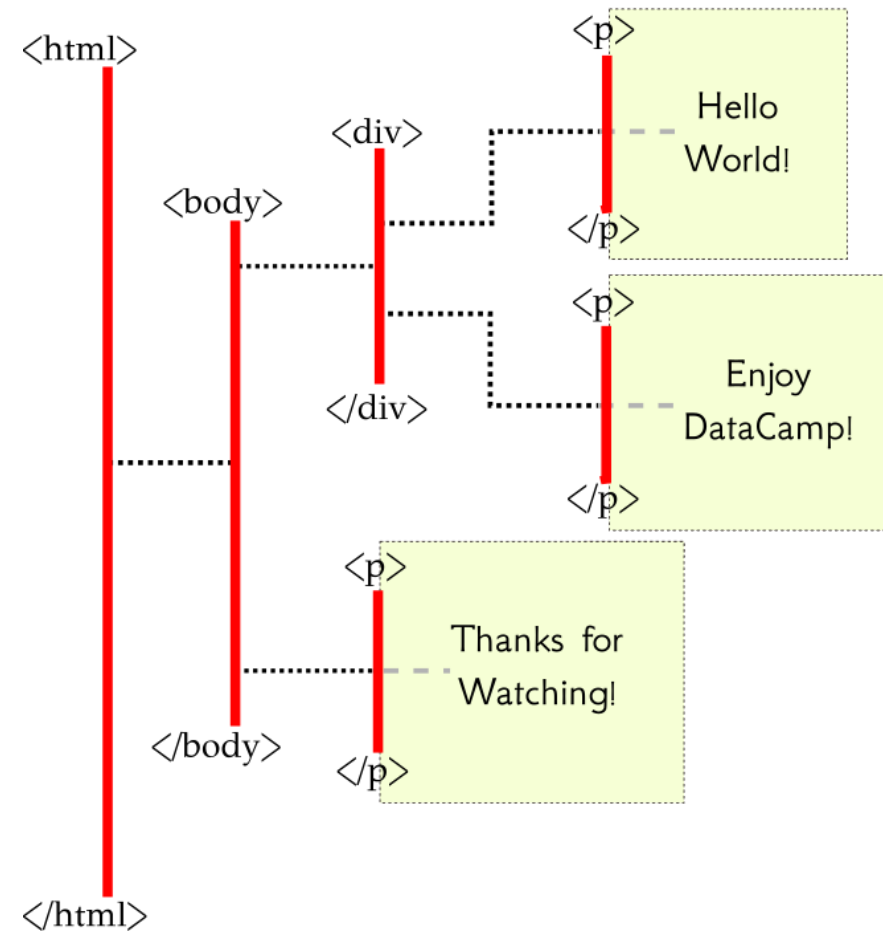 <html>
<body>
<div>
<p>
Hello
World!
</p>
<p>
Enjoy
DataCamp!
</p>
</div>
<p>
Thanks for
Watching!
</p>
</body>
</html>